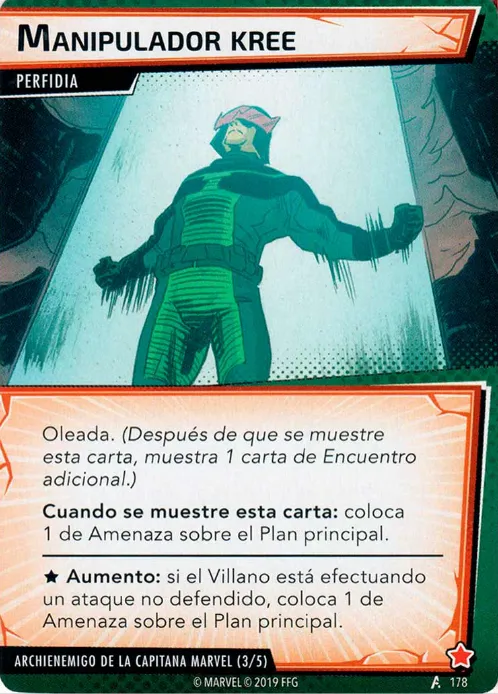 Manipulador Kree
PERFIDIA
Oleada. (Después de que se muestre
esta carta, muestra 1 carta de Encuentro
adicional.)
Cuando se muestre esta carta: coloca
1 de Amenaza sobre el Plan principal.
★ Aumento: si el Villano está efectuando
un ataque no defendido, coloca 1 de
Amenaza sobre el Plan principal.
ARCHIENEMIGO DE LA CAPITANA MARVEL (3/5)
© MARVEL © 2019 FFG
178